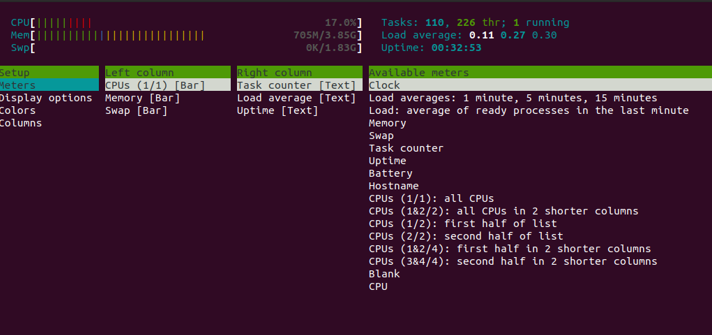 CPU[||||||||| 17.0%] Tasks: 110, 226 thr; 1 running
Mem[|||||||||||||||||||||||||||| 705M/3.85G] Load average: 0.11 0.27 0.30
Swp[ 0K/1.83G] Uptime: 00:32:53
Setup Left column Right column Available meters
Meters CPUs (1/1) [Bar] Task counter [Text] Clock
Display options Memory [Bar] Load average [Text] Load averages: 1 minute, 5 minutes, 15 minutes
Colors Swap [Bar] Uptime [Text] Load: average of ready processes in the last minute
Columns Memory
Swap
Task counter
Uptime
Battery
Hostname
CPUs (1/1): all CPUs
CPUs (1&2/2): all CPUs in 2 shorter columns
CPUs (1/2): first half of list
CPUs (2/2): second half of list
CPUs (1&2/4): first half in 2 shorter columns
CPUs (3&4/4): second half in 2 shorter columns
Blank
CPU